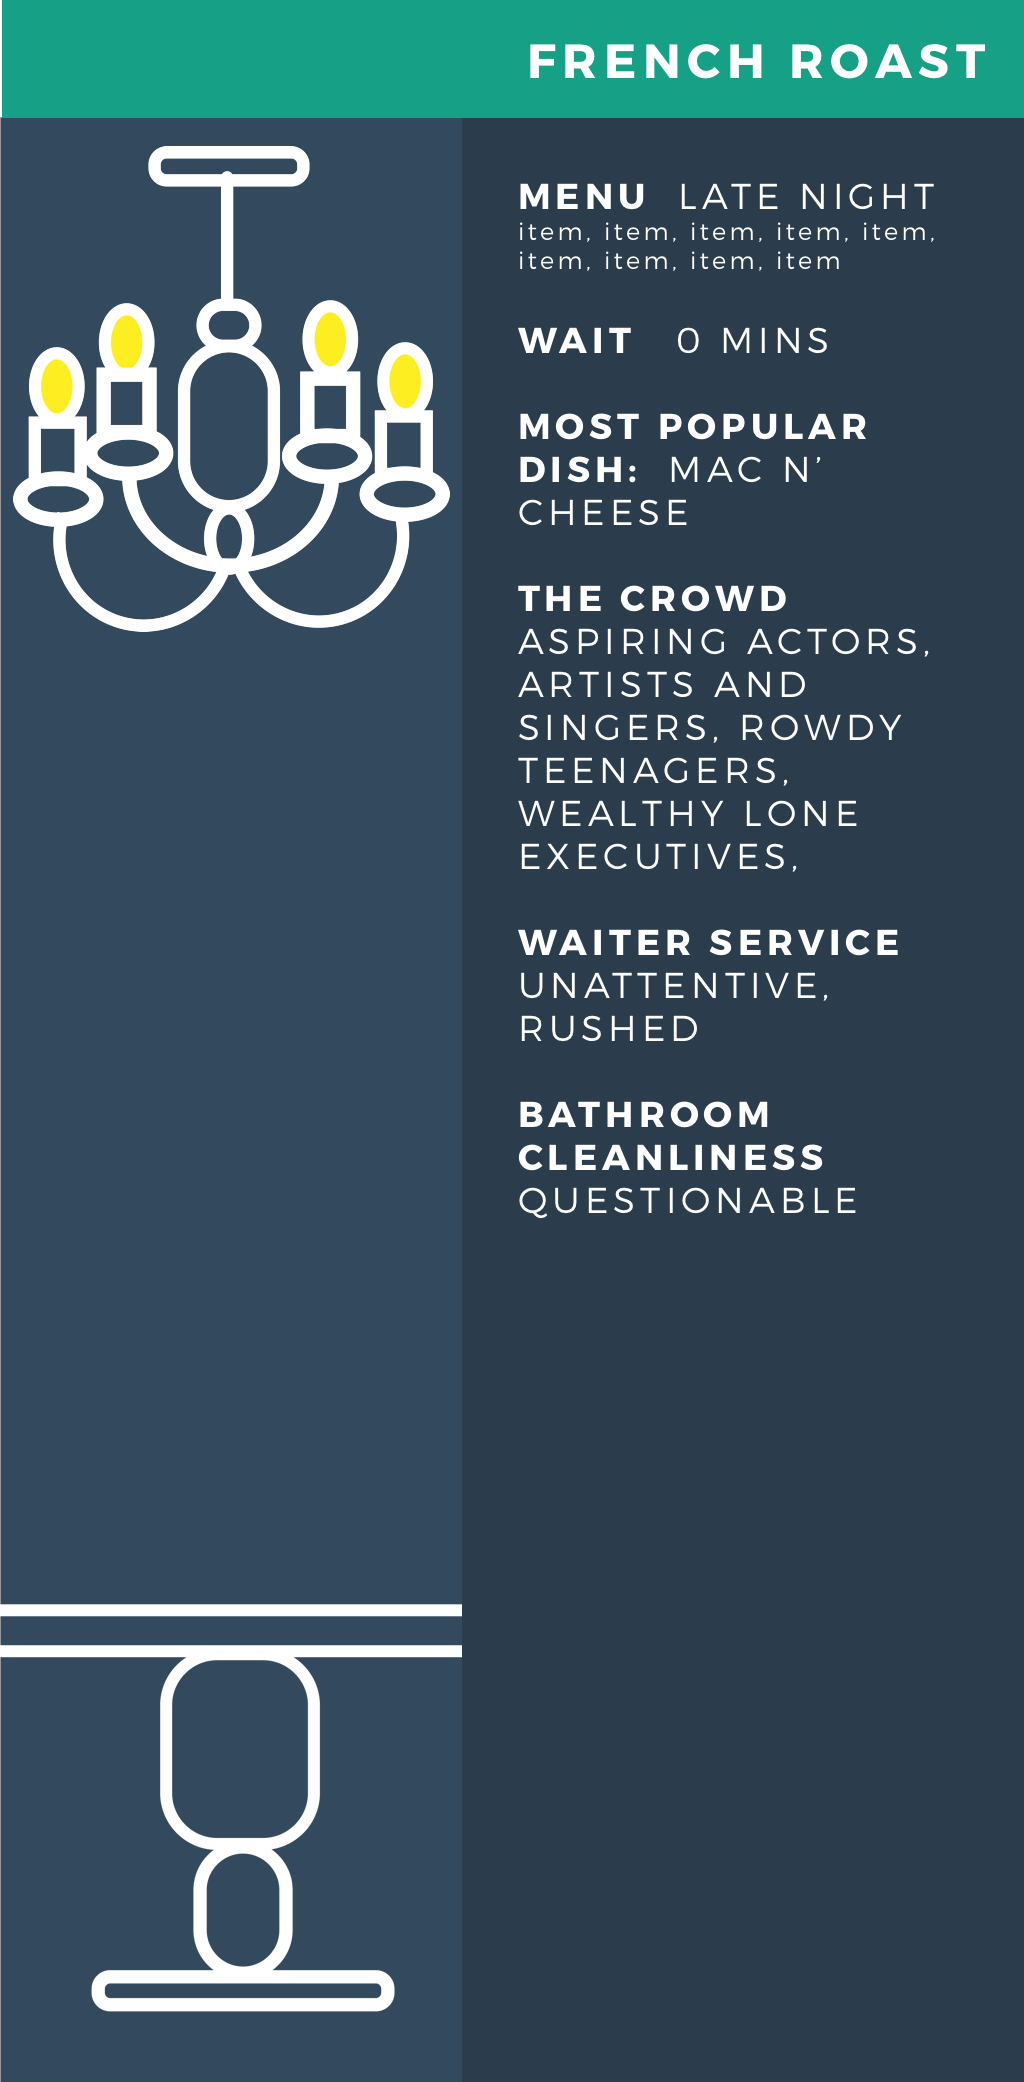 FRENCH ROAST
MENU LATE NIGHT
item, item, item, item, item,
item, item, item, item
WAIT 0 MINS
MOST POPULAR
DISH: MAC N’
CHEESE
THE CROWD
ASPIRING ACTORS,
ARTISTS AND
SINGERS, ROWDY
TEENAGERS,
WEALTHY LONE
EXECUTIVES,
WAITER SERVICE
UNATTENTIVE,
RUSHED
BATHROOM
CLEANLINESS
QUESTIONABLE